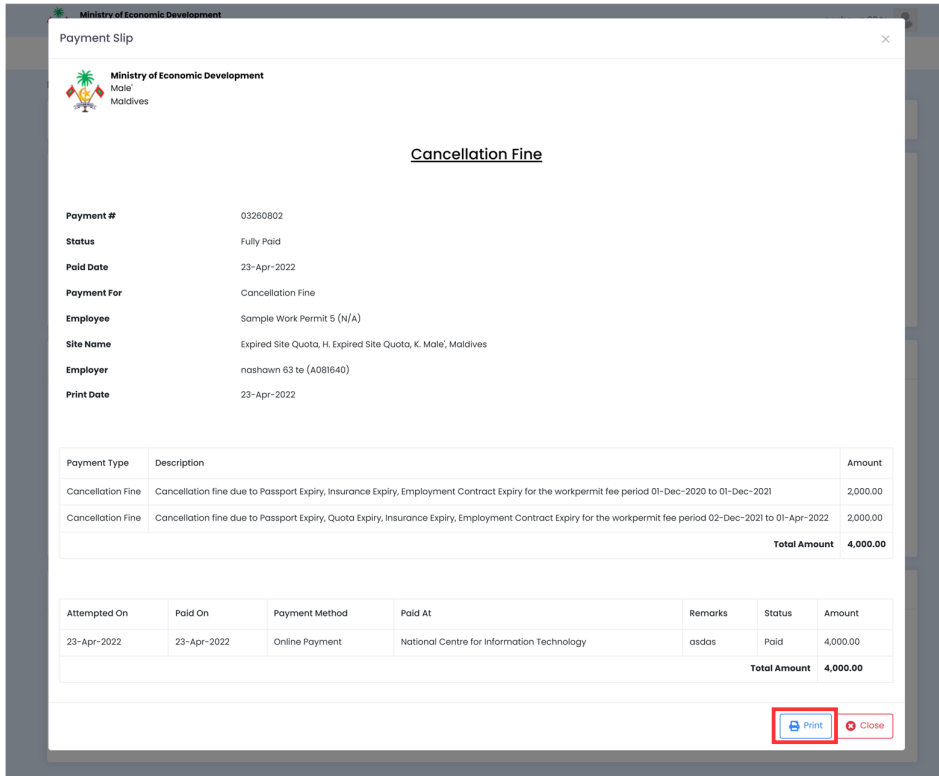 Ministry of Economic Development
Payment Slip
Ministry of Economic Development
Male'
Maldives
Cancellation Fine
Payment # 03260802
Status Fully Paid
Paid Date 23-Apr-2022
Payment For Cancellation Fine
Employee Sample Work Permit 5 (N/A)
Site Name Expired Site Quota, H. Expired Site Quota, K. Male', Maldives
Employer nashawn 63 te (A081640)
Print Date 23-Apr-2022
Payment Type Description Amount
Cancellation Fine Cancellation fine due to Passport Expiry, Insurance Expiry, Employment Contract Expiry for the workpermit fee period 01-Dec-2020 to 01-Dec-2021 2,000.00
Cancellation Fine Cancellation fine due to Passport Expiry, Quota Expiry, Insurance Expiry, Employment Contract Expiry for the workpermit fee period 02-Dec-2021 to 01-Apr-2022 2,000.00
Total Amount 4,000.00
Attempted On Paid On Payment Method Paid At Remarks Status Amount
23-Apr-2022 23-Apr-2022 Online Payment National Centre for Information Technology asdas Paid 4,000.00
Total Amount 4,000.00
Print Close